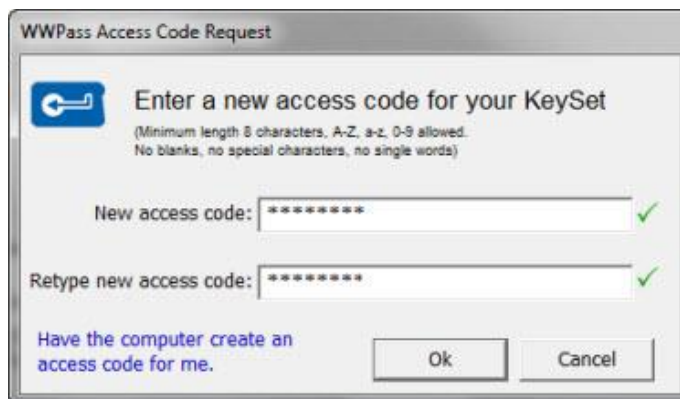 WWPass Access Code Request
Enter a new access code for your KeySet
(Minimum length 8 characters, A-Z, a-z, 0-9 allowed.
No blanks, no special characters, no single words)
New access code: ********
Retype new access code: ********
Have the computer create an
access code for me.
Ok
Cancel